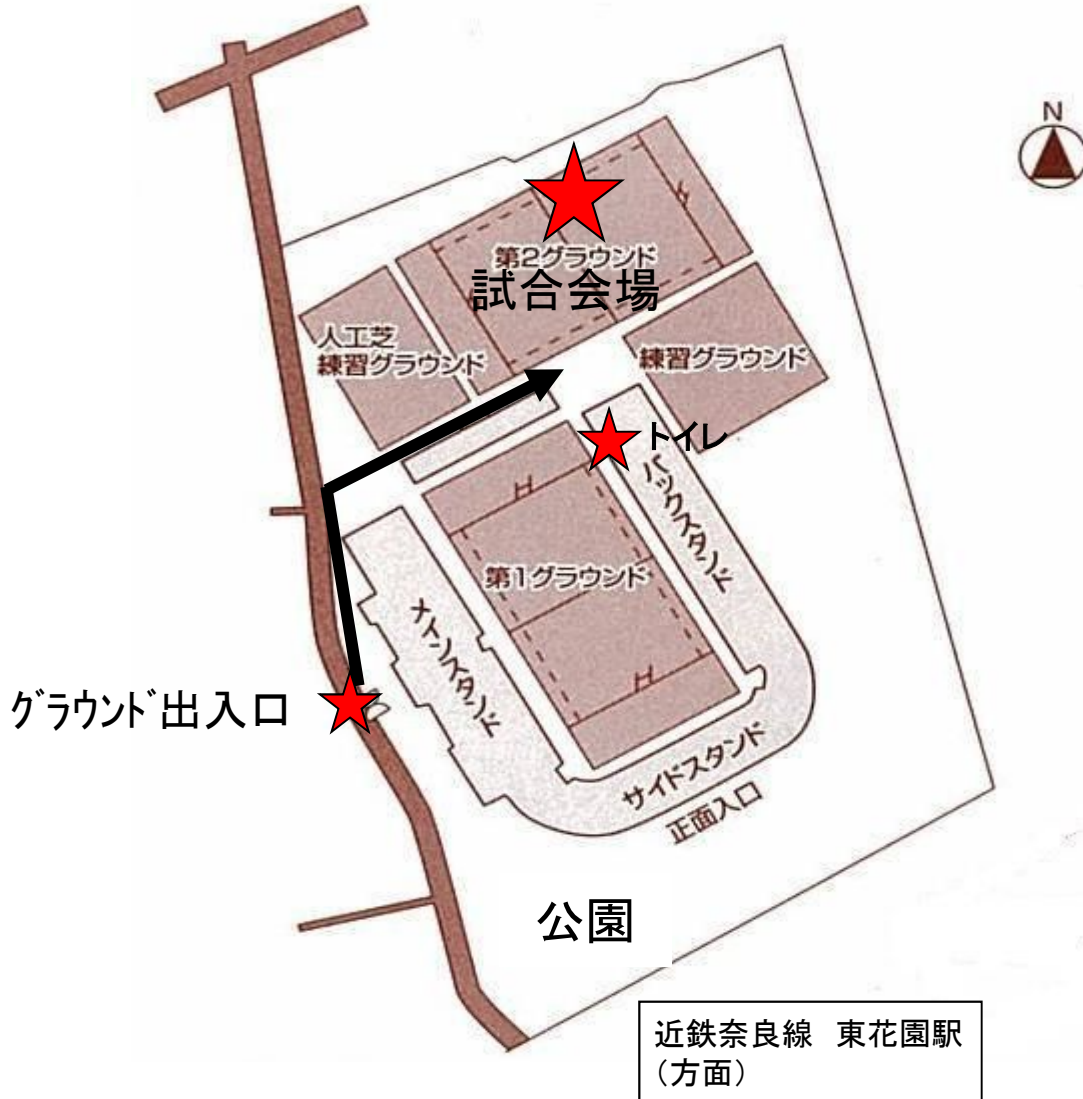 N
第2グラウンド
試合会場
人工芝
練習グラウンド
練習グラウンド
トイレ
バックスタンド
第1グラウンド
メインスタンド
グラウンド出入口
サイドスタンド
正面入口
公園
近鉄奈良線　東花園駅
（方面）